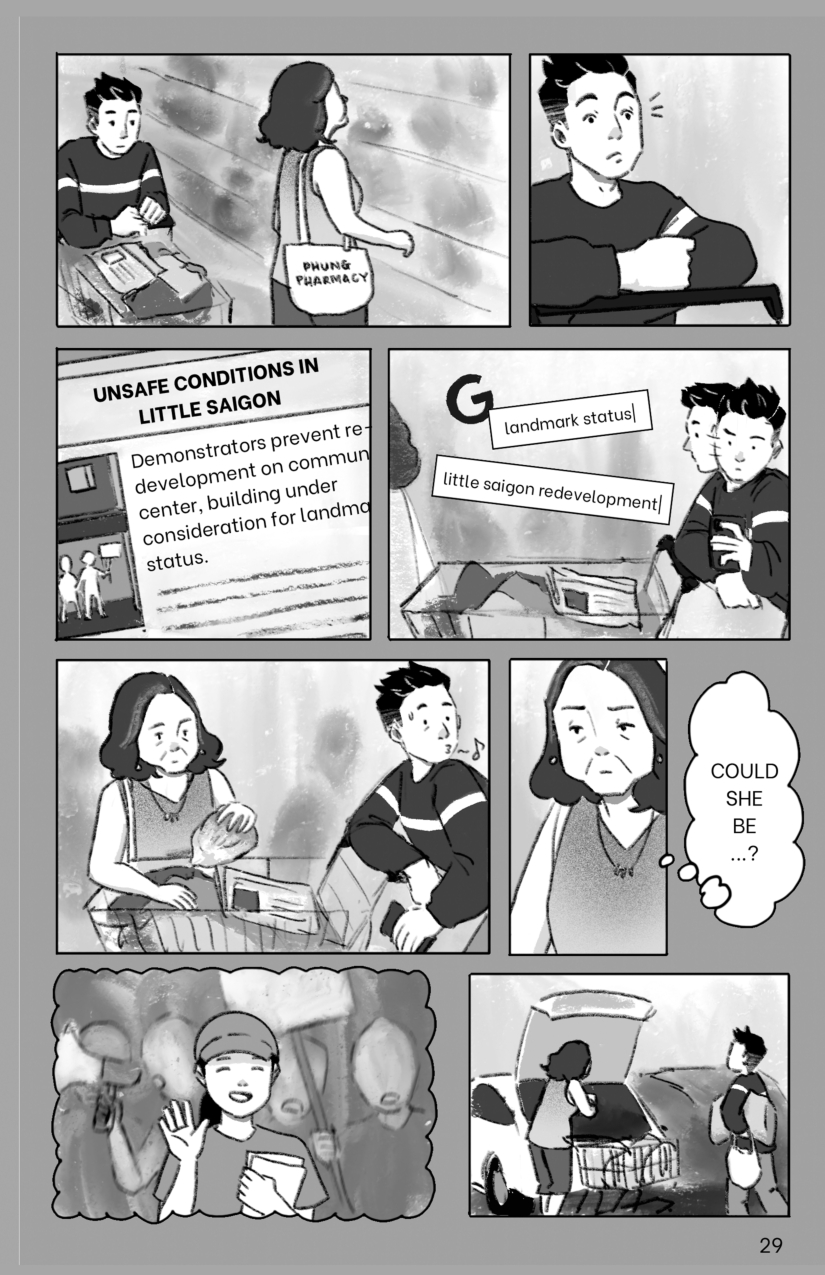 PHUNG
PHARMACY
UNSAFE CONDITIONS IN
LITTLE SAIGON
Demonstrators prevent re-
development on commun
center, building under
consideration for landma
status.
G
landmark status|
little saigon redevelopment|
COULD
SHE
BE
...?
29